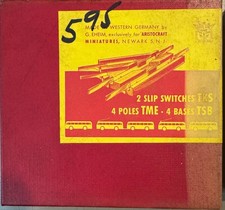 595
MADE IN WESTERN GERMANY by
G. EHEIM, exclusively for ARISTOCRAFT
MINIATURES, NEWARK 5/N.J.
2 SLIP SWITCHES TSS
4 POLES TME - 4 BASES TSB